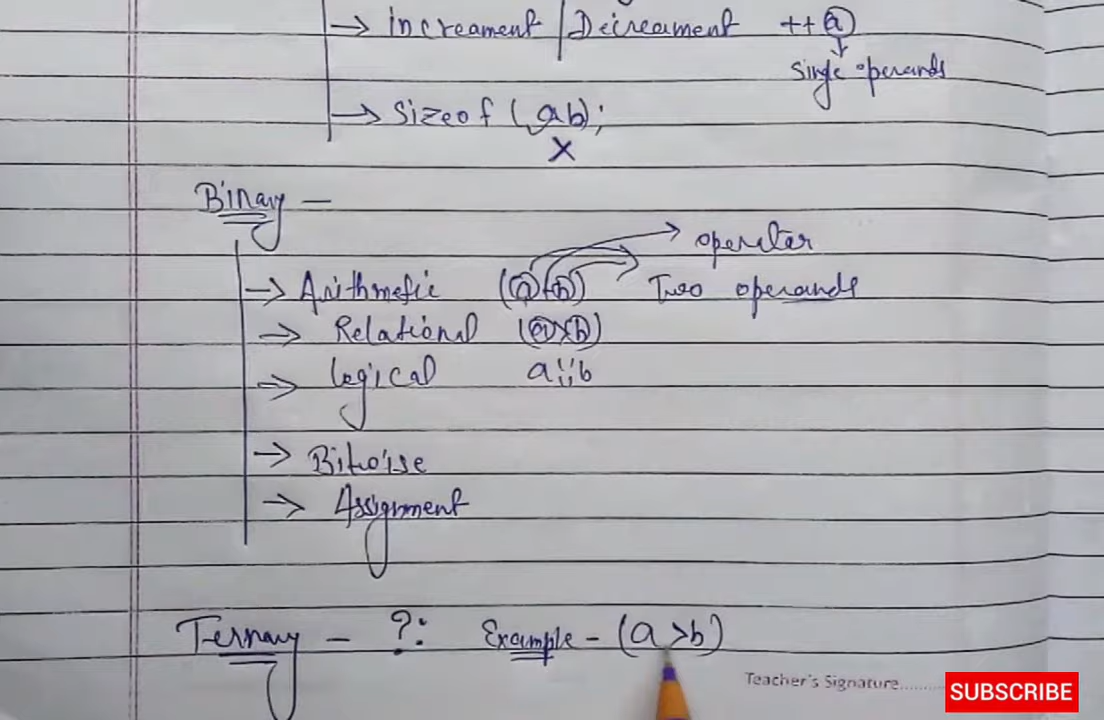 → Increament / Decreament ++a
Single operands
→ Sizeof (ab);
X
Binary –
operator
→ Arithmetic (a+b) Two operands
→ Relational (a>b)
→ logical a||b
→ Bitwise
→ Assignment
Ternary – ?: Example – (a>b)
Teacher's Signature..........
SUBSCRIBE